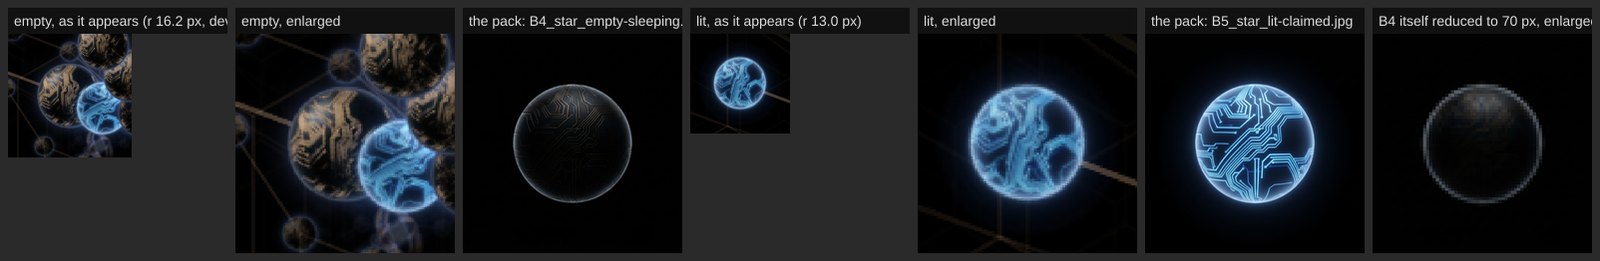 empty, as it appears (r 16.2 px, dev
empty, enlarged
the pack: B4_star_empty-sleeping.
lit, as it appears (r 13.0 px)
lit, enlarged
the pack: B5_star_lit-claimed.jpg
B4 itself reduced to 70 px, enlarged